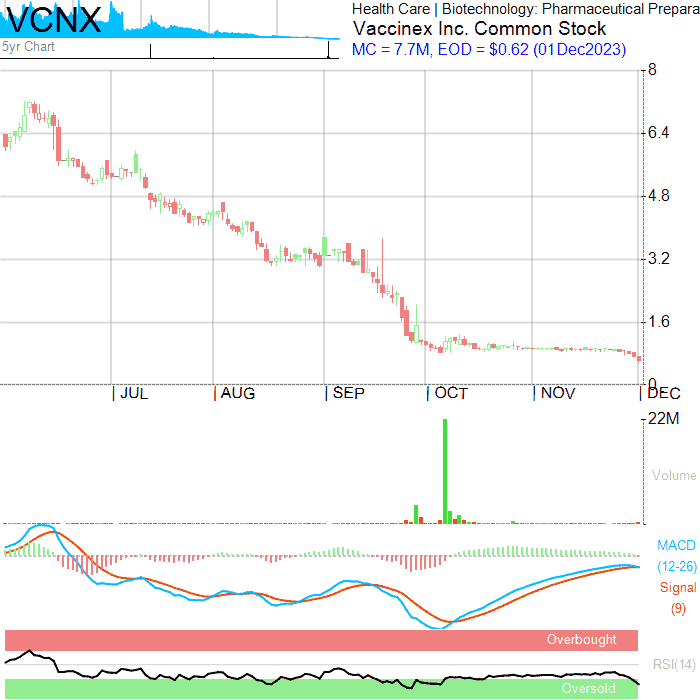 VCNX
5yr Chart
Health Care | Biotechnology: Pharmaceutical Prepara
Vaccinex Inc. Common Stock
MC = 7.7M, EOD = $0.62 (01Dec2023)
8
6.4
4.8
3.2
1.6
0
JUL
AUG
SEP
OCT
NOV
DEC
22M
Volume
MACD
(12-26)
Signal
(9)
Overbought
RSI(14)
Oversold